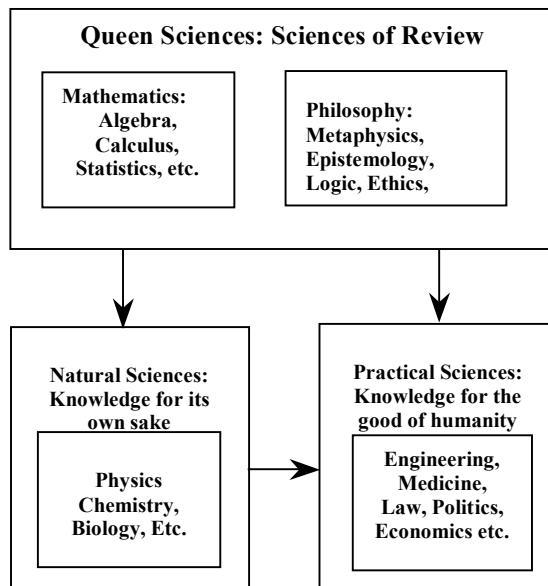 Queen Sciences: Sciences of Review
Mathematics:
Algebra,
Calculus,
Statistics, etc.
Philosophy:
Metaphysics,
Epistemology,
Logic, Ethics,
Natural Sciences:
Knowledge for its
own sake
Physics
Chemistry,
Biology, Etc.
Practical Sciences:
Knowledge for the
good of humanity
Engineering,
Medicine,
Law, Politics,
Economics etc.